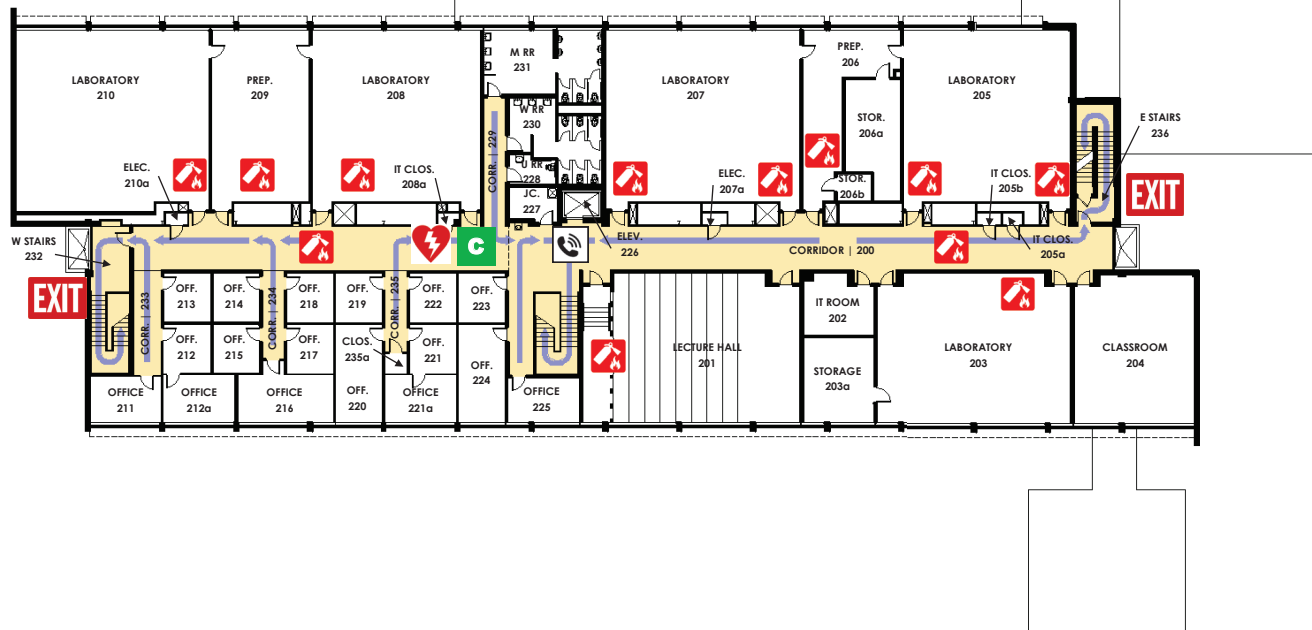 LABORATORY
210
PREP.
209
LABORATORY
208
M RR
231
W RR
230
U RR
228
JC.
227
CORR. | 229
LABORATORY
207
PREP.
206
STOR.
206a
STOR.
206b
LABORATORY
205
E STAIRS
236
EXIT
ELEC.
210a
IT CLOS.
208a
ELEC.
207a
IT CLOS.
205b
IT CLOS.
205a
W STAIRS
232
EXIT
C
ELEV.
226
CORRIDOR | 200
CORR. | 233
OFF.
213
OFF.
214
CORR. | 234
OFF.
218
OFF.
219
CORR. | 235
OFF.
222
OFF.
223
OFF.
212
OFF.
215
OFF.
217
CLOS.
235a
OFF.
221
OFF.
224
OFFICE
211
OFFICE
212a
OFFICE
216
OFF.
220
OFFICE
221a
OFFICE
225
LECTURE HALL
201
IT ROOM
202
STORAGE
203a
LABORATORY
203
CLASSROOM
204